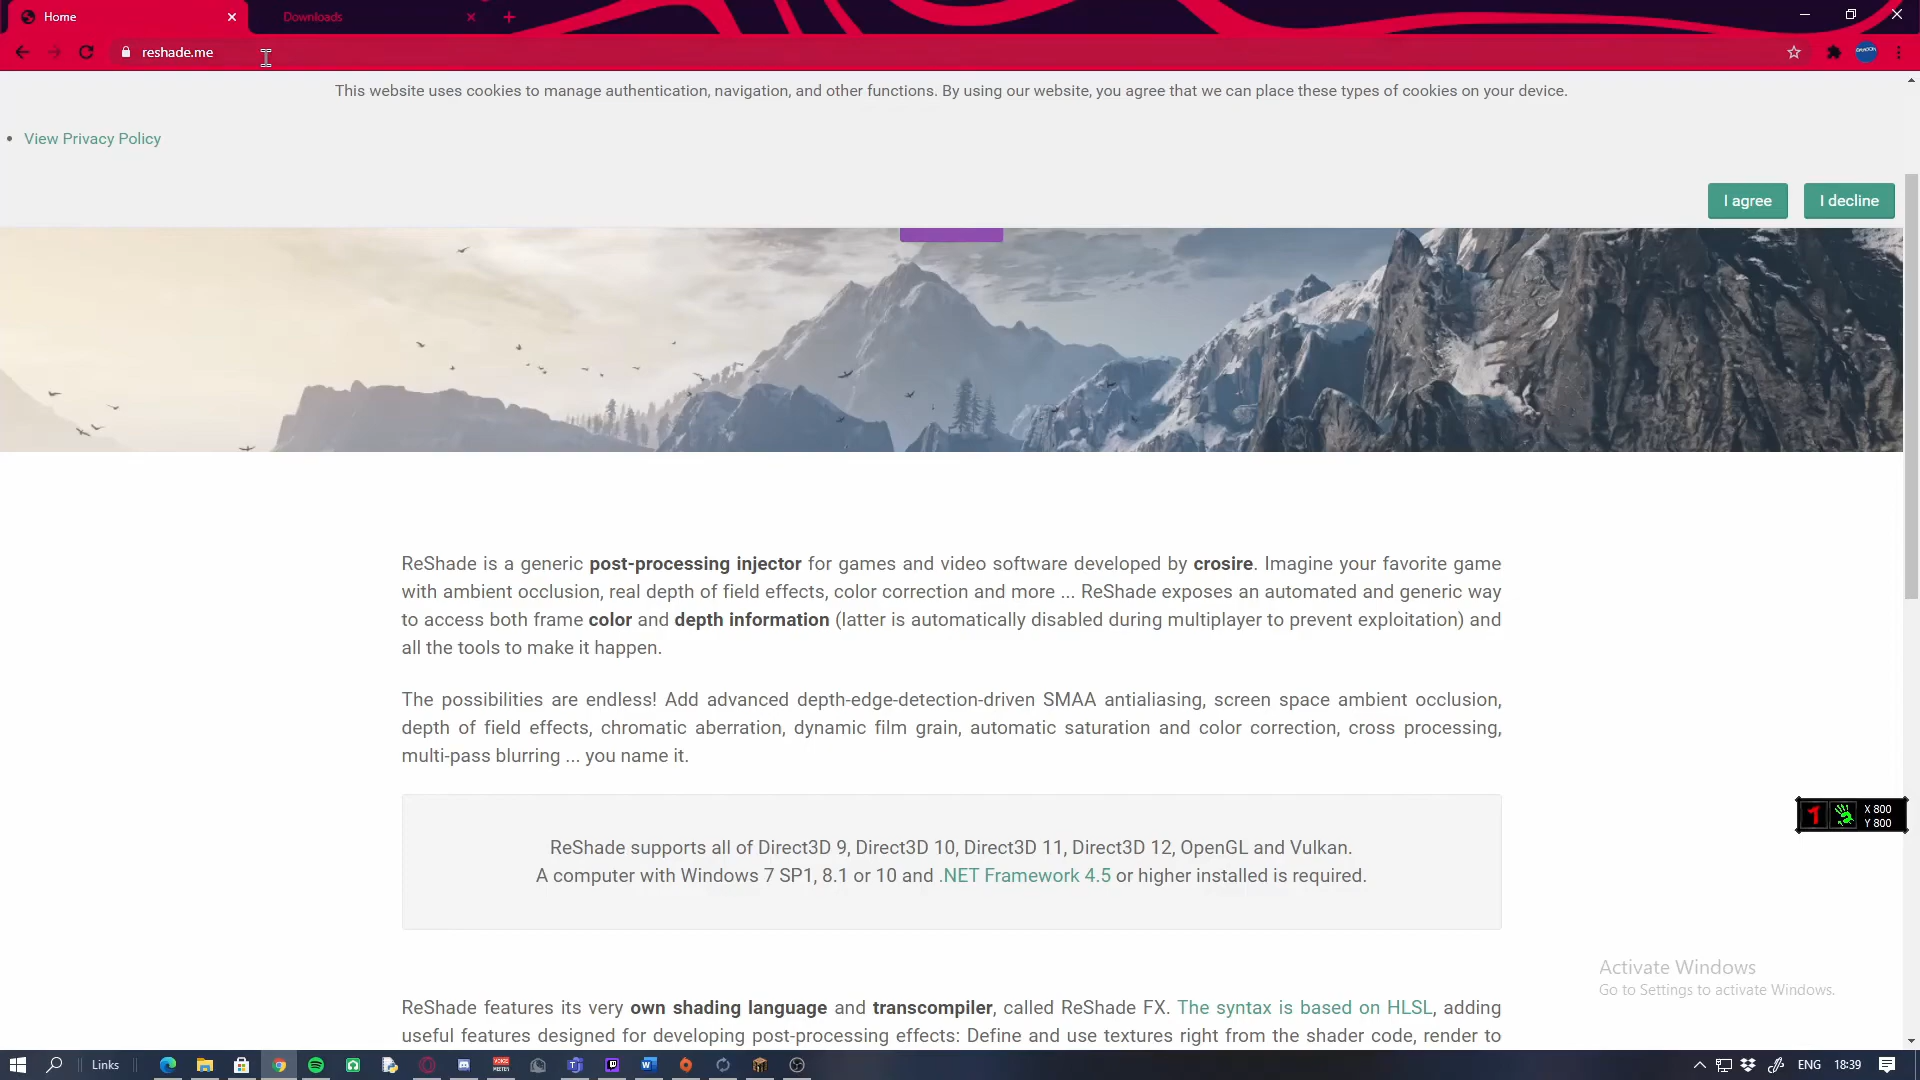 Home
Downloads
reshade.me
This website uses cookies to manage authentication, navigation, and other functions. By using our website, you agree that we can place these types of cookies on your device.
View Privacy Policy
I agree
I decline
ReShade is a generic post-processing injector for games and video software developed by crosire. Imagine your favorite game
with ambient occlusion, real depth of field effects, color correction and more ... ReShade exposes an automated and generic way
to access both frame color and depth information (latter is automatically disabled during multiplayer to prevent exploitation) and
all the tools to make it happen.
The possibilities are endless! Add advanced depth-edge-detection-driven SMAA antialiasing, screen space ambient occlusion,
depth of field effects, chromatic aberration, dynamic film grain, automatic saturation and color correction, cross processing,
multi-pass blurring ... you name it.
ReShade supports all of Direct3D 9, Direct3D 10, Direct3D 11, Direct3D 12, OpenGL and Vulkan.
A computer with Windows 7 SP1, 8.1 or 10 and .NET Framework 4.5 or higher installed is required.
1
X 800
Y 800
Activate Windows
Go to Settings to activate Windows.
ReShade features its very own shading language and transcompiler, called ReShade FX. The syntax is based on HLSL, adding
useful features designed for developing post-processing effects: Define and use textures right from the shader code, render to
Links
ENG
18:39